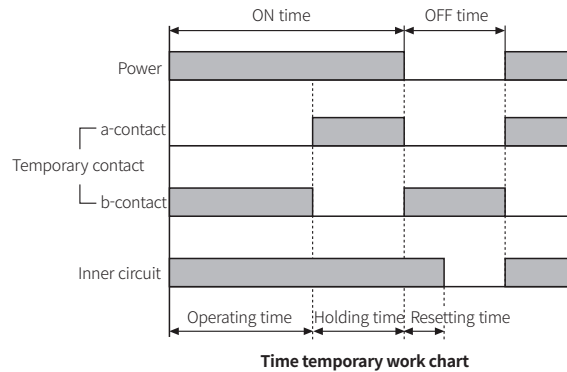 ON time
OFF time
Power
a-contact
Temporary contact
b-contact
Inner circuit
Operating time
Holding time
Resetting time
Time temporary work chart